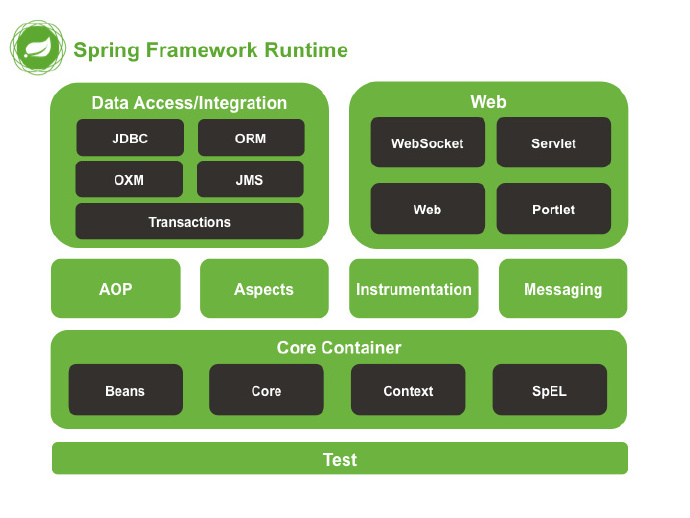 Spring Framework Runtime
Data Access/Integration
JDBC
ORM
OXM
JMS
Transactions
Web
WebSocket
Servlet
Web
Portlet
AOP
Aspects
Instrumentation
Messaging
Core Container
Beans
Core
Context
SpEL
Test